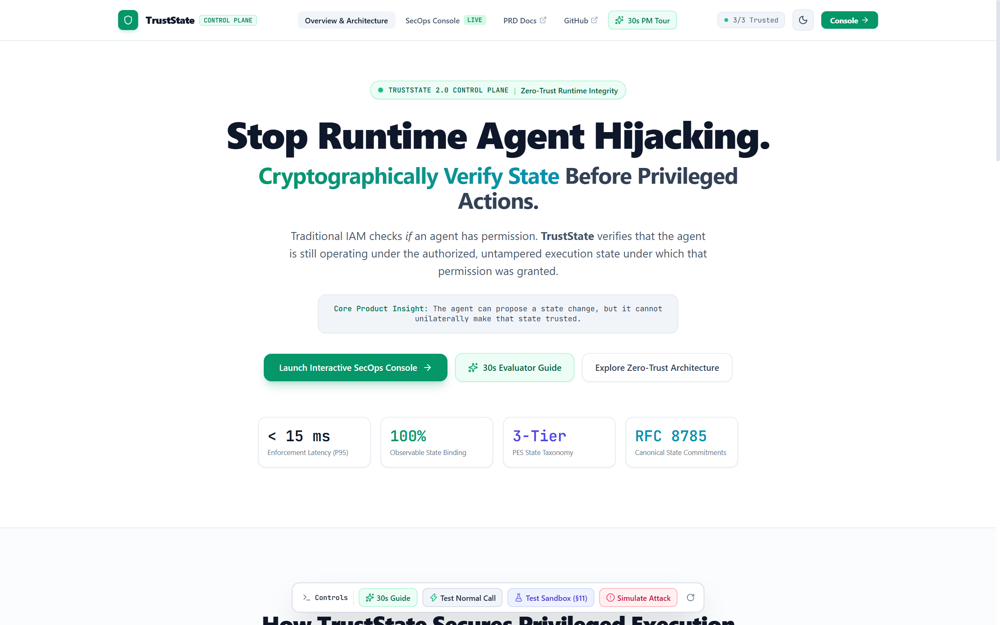 TrustState CONTROL PLANE Overview & Architecture SecOps Console LIVE PRD Docs GitHub 30s PM Tour 3/3 Trusted Console
TRUSTSTATE 2.0 CONTROL PLANE | Zero-Trust Runtime Integrity
Stop Runtime Agent Hijacking.
Cryptographically Verify State Before Privileged
Actions.
Traditional IAM checks if an agent has permission. TrustState verifies that the agent
is still operating under the authorized, untampered execution state under which that
permission was granted.
Core Product Insight: The agent can propose a state change, but it cannot
unilaterally make that state trusted.
Launch Interactive SecOps Console 30s Evaluator Guide Explore Zero-Trust Architecture
< 15 ms 100% 3-Tier RFC 8785
Enforcement Latency (P95) Observable State Binding PES State Taxonomy Canonical State Commitments
Controls 30s Guide Test Normal Call Test Sandbox (§11) Simulate Attack
How TrustState Secures Privileged Execution